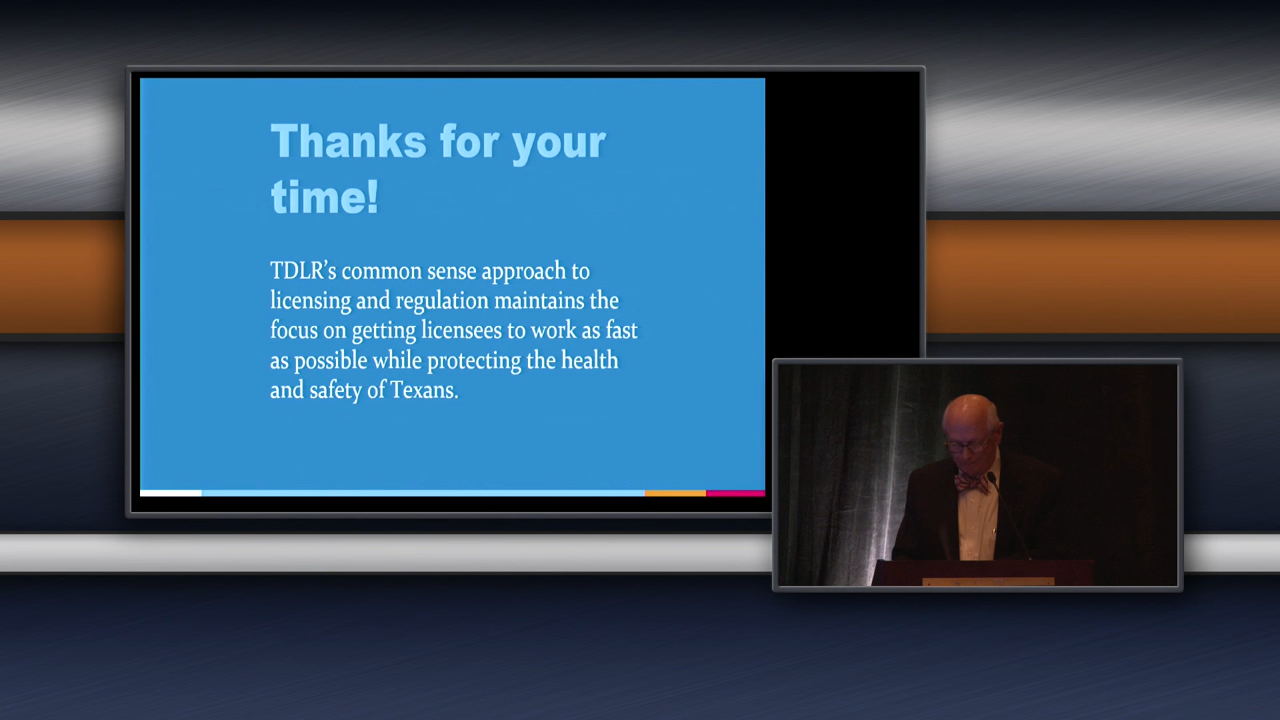 Thanks for your
time!
TDLR’s common sense approach to
licensing and regulation maintains the
focus on getting licensees to work as fast
as possible while protecting the health
and safety of Texans.